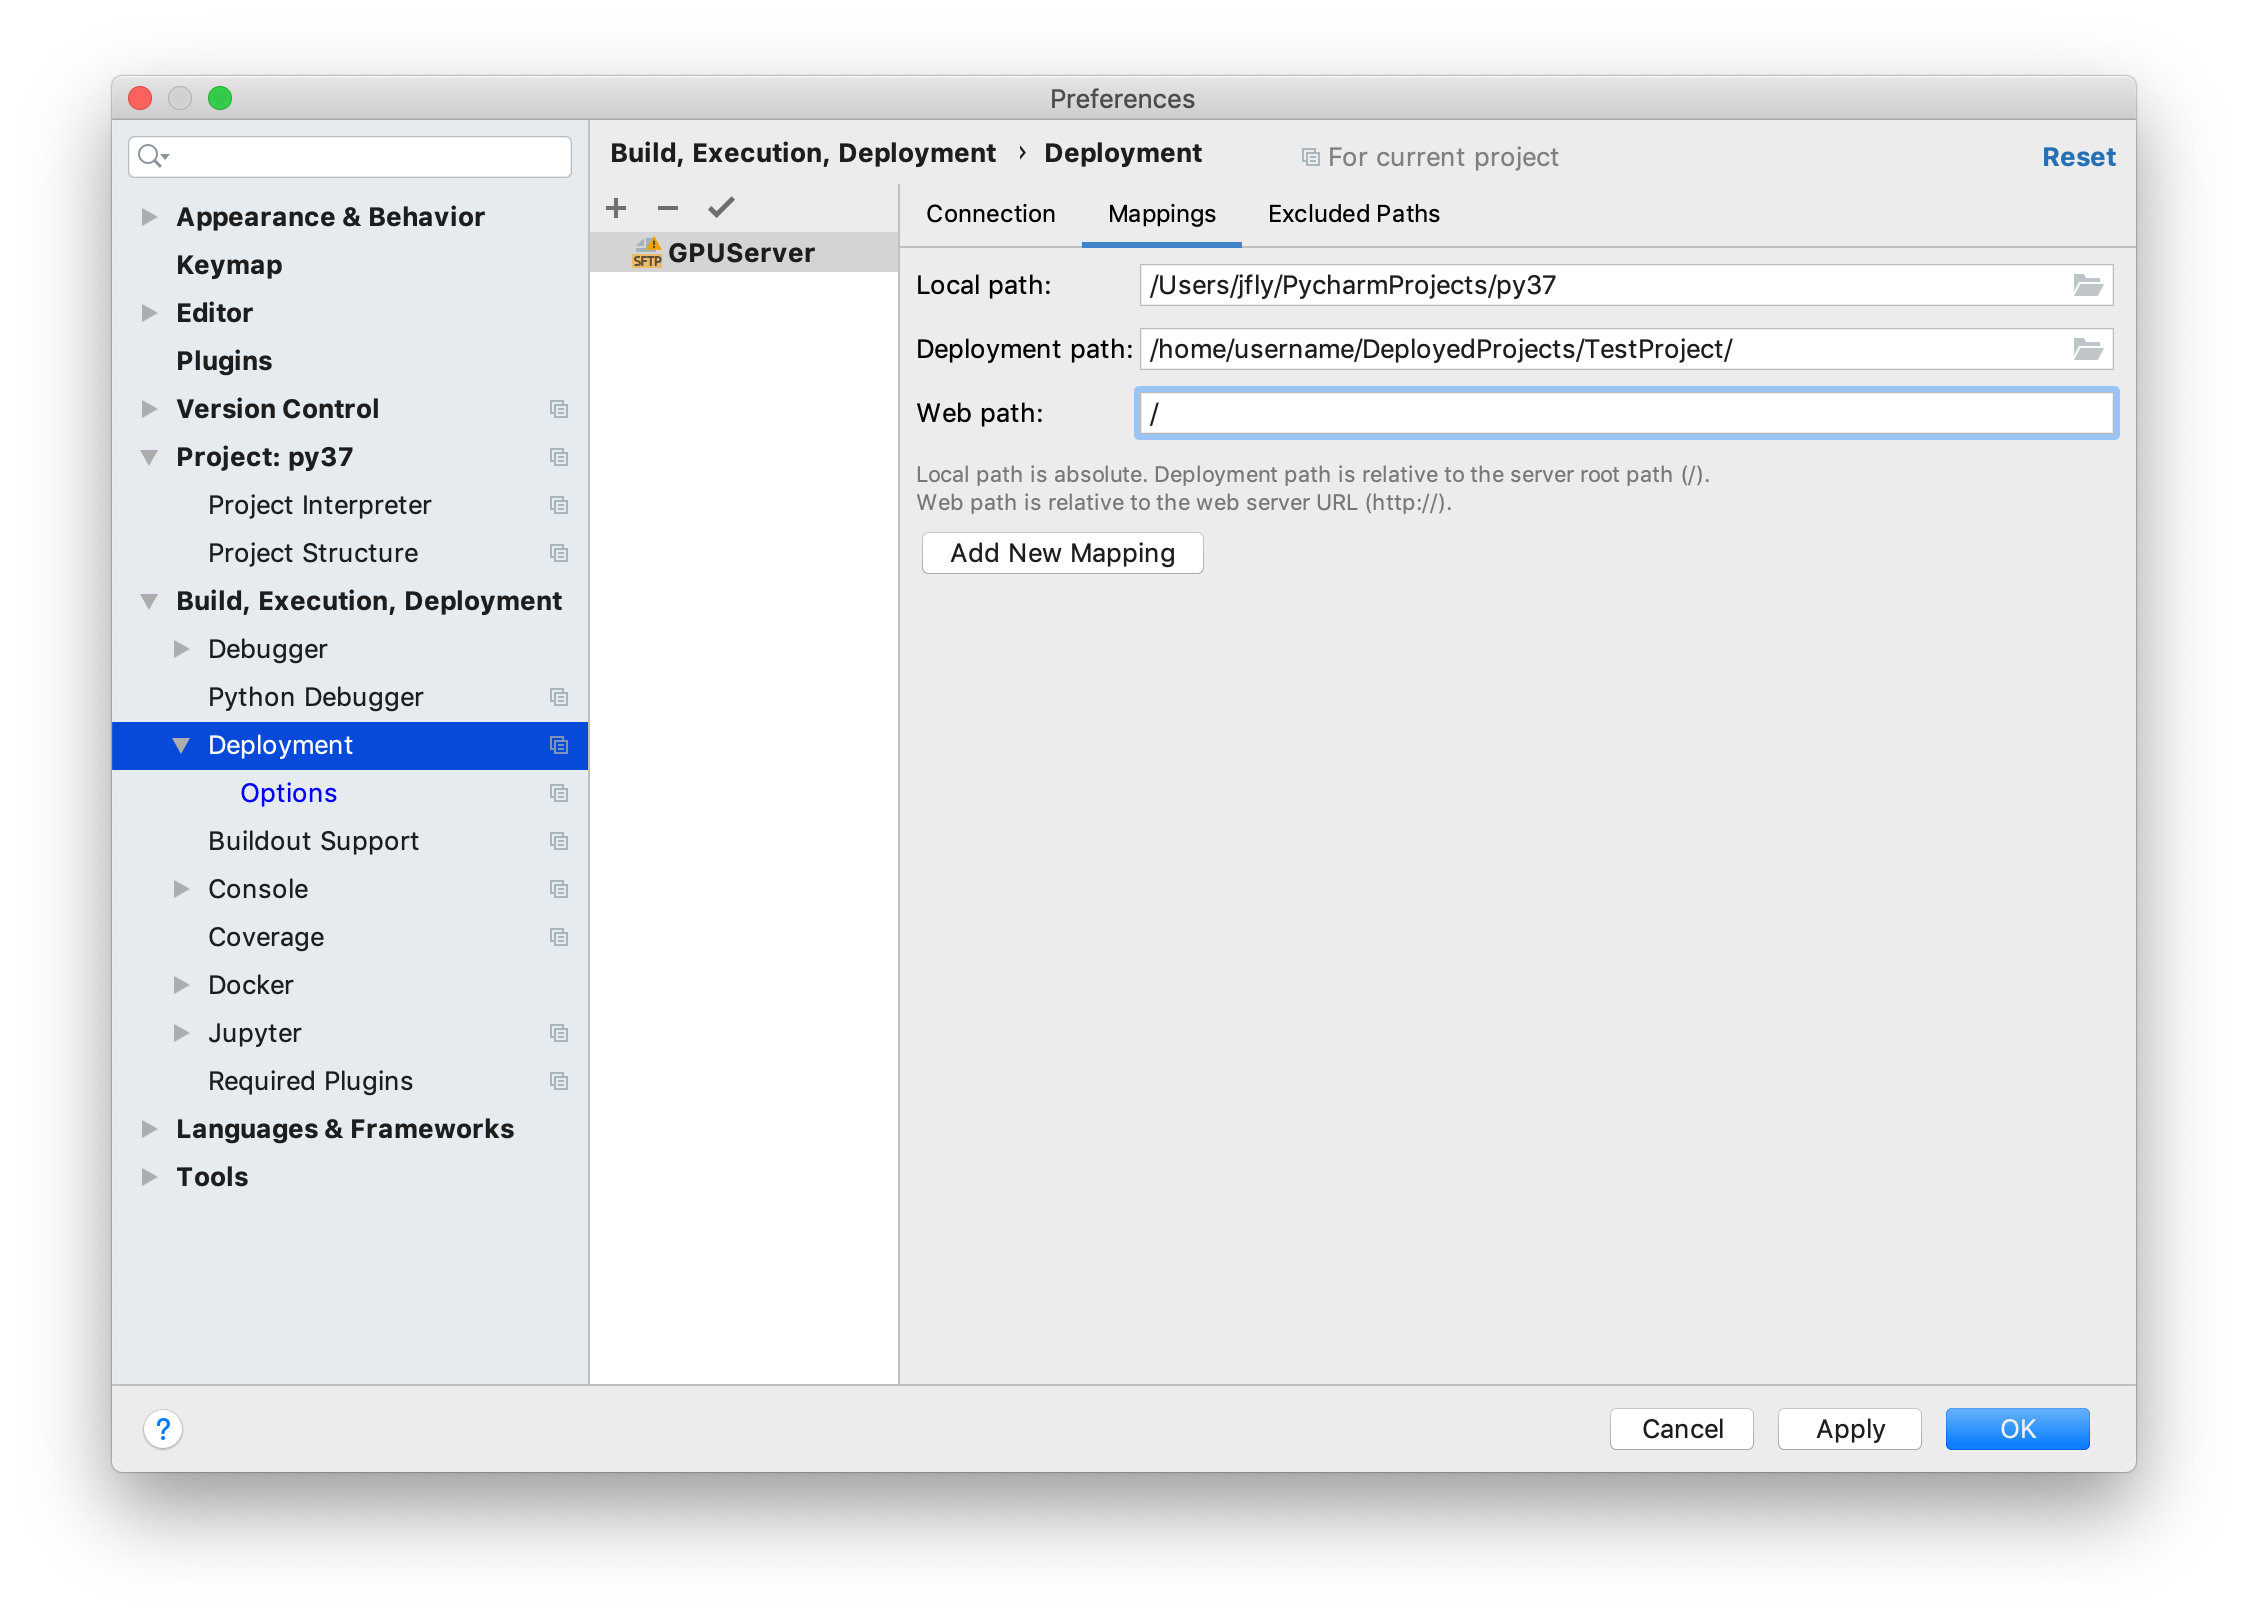 Preferences
Appearance & Behavior
Keymap
Editor
Plugins
Version Control
Project: py37
Project Interpreter
Project Structure
Build, Execution, Deployment
Debugger
Python Debugger
Deployment
Options
Buildout Support
Console
Coverage
Docker
Jupyter
Required Plugins
Languages & Frameworks
Tools
Build, Execution, Deployment › Deployment
For current project
Reset
SFTP GPUServer
Connection Mappings Excluded Paths
Local path: /Users/jfly/PycharmProjects/py37
Deployment path: /home/username/DeployedProjects/TestProject/
Web path: /
Local path is absolute. Deployment path is relative to the server root path (/).
Web path is relative to the web server URL (http://).
Add New Mapping
?
Cancel Apply OK